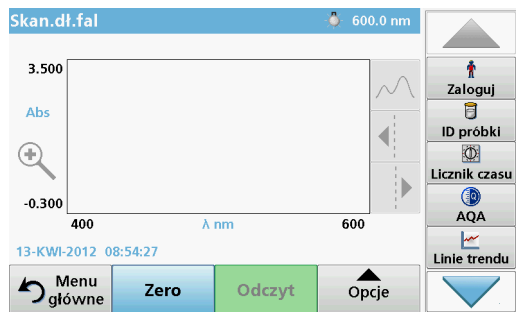 Skan.dł.fal 600.0 nm
3.500
Abs
-0.300
400 λ nm 600
13-KWI-2012 08:54:27
Menu
główne
Zero
Odczyt
Opcje
Zaloguj
ID próbki
Licznik czasu
AQA
Linie trendu